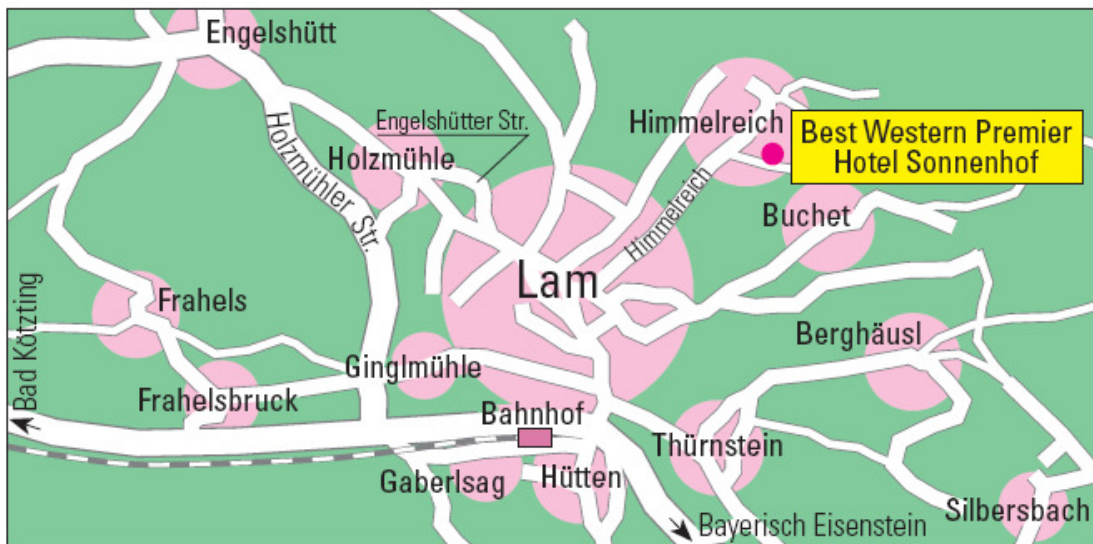 Engelshütt
Engelshütter Str.
Himmelreich
Best Western Premier
Hotel Sonnenhof
Holzmühle
Holzmühler Str.
Himmelreich
Buchet
Lam
Frahels
Berghäusl
Bad Kötzting
Ginglmühle
Frahelsbruck
Bahnhof
Thürnstein
Gaberlsag
Hütten
Silbersbach
Bayerisch Eisenstein